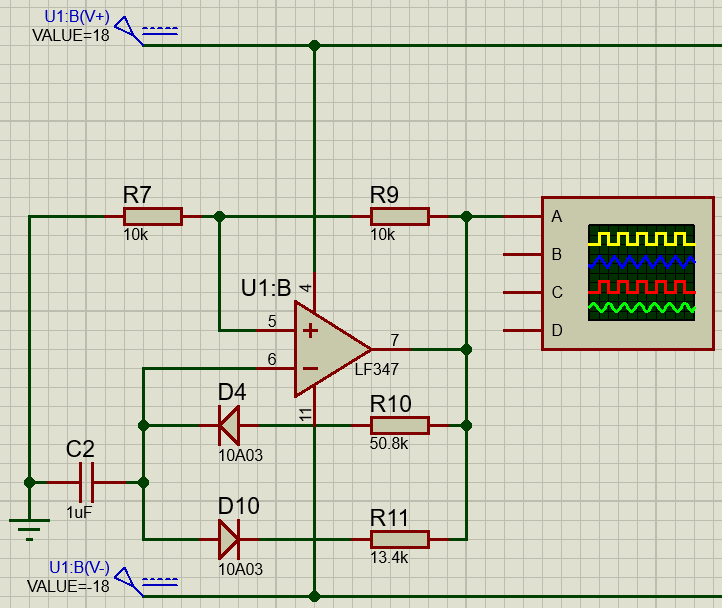 U1:B(V+)
VALUE=18
R7
10k
R9
10k
A
B
C
D
U1:B
4
5
6
7
11
LF347
D4
10A03
R10
50.8k
C2
1uF
D10
10A03
R11
13.4k
U1:B(V-)
VALUE=-18